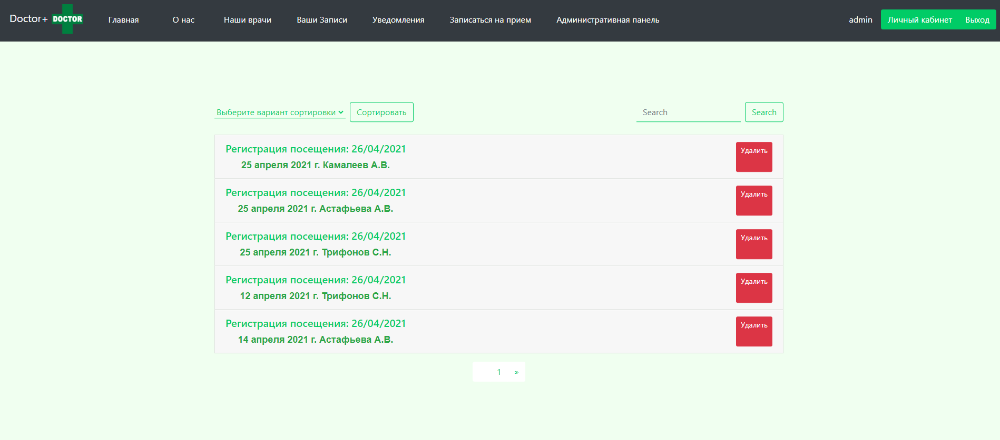 Doctor+ DOCTOR Главная О нас Наши врачи Ваши Записи Уведомления Записаться на прием Административная панель admin Личный кабинет Выход
Выберите вариант сортировки Сортировать Search Search
Регистрация посещения: 26/04/2021 Удалить
25 апреля 2021 г. Камалеев А.В.
Регистрация посещения: 26/04/2021 Удалить
25 апреля 2021 г. Астафьева А.В.
Регистрация посещения: 26/04/2021 Удалить
25 апреля 2021 г. Трифонов С.Н.
Регистрация посещения: 26/04/2021 Удалить
12 апреля 2021 г. Трифонов С.Н.
Регистрация посещения: 26/04/2021 Удалить
14 апреля 2021 г. Астафьева А.В.
1 »